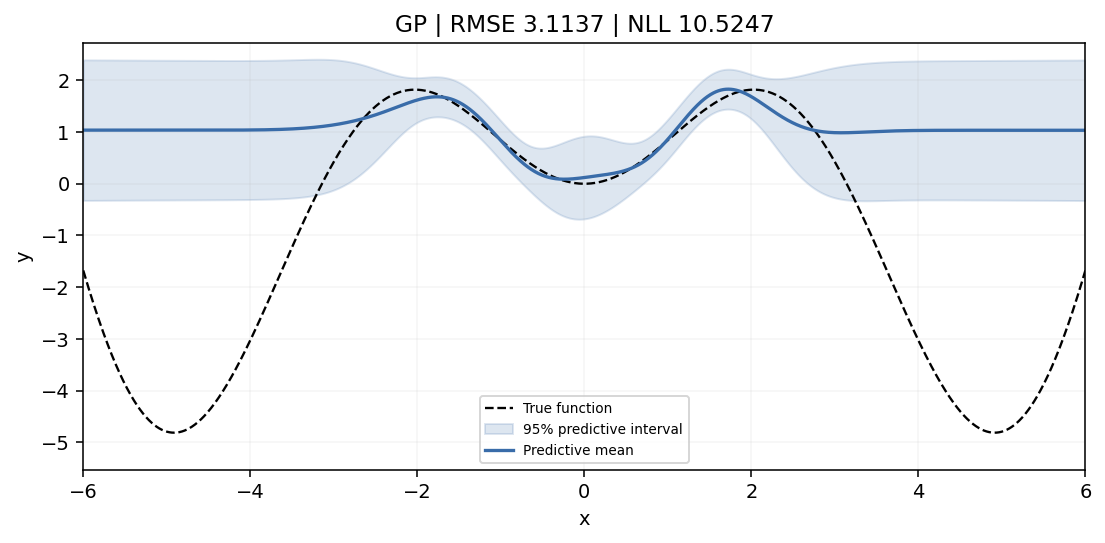 GP | RMSE 3.1137 | NLL 10.5247
y
2
1
0
−1
−2
−3
−4
−5
True function
95% predictive interval
Predictive mean
−6 −4 −2 0 2 4 6
x